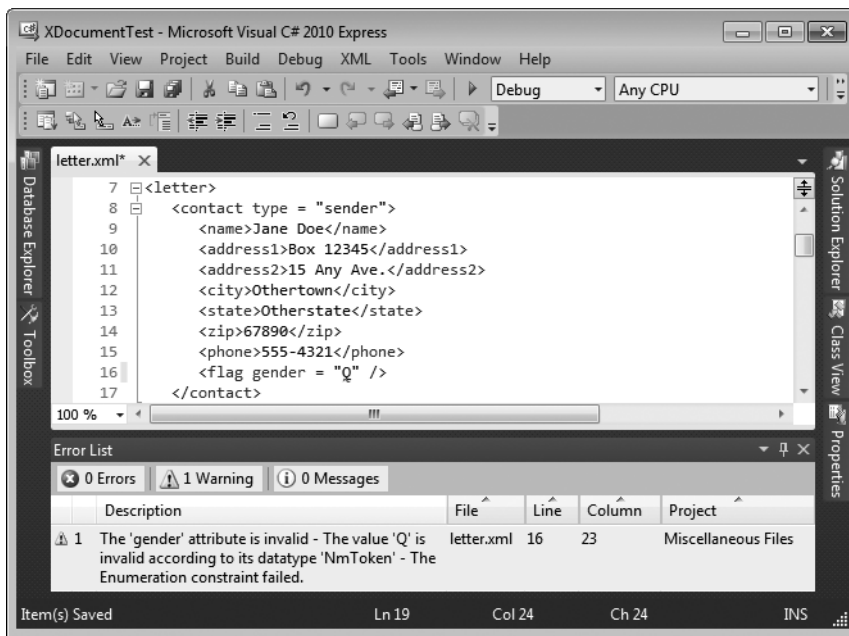 XDocumentTest - Microsoft Visual C# 2010 Express
File Edit View Project Build Debug XML Tools Window Help
Debug Any CPU
letter.xml*
Database Explorer
Toolbox
7 <letter>
8 <contact type = "sender">
9 <name>Jane Doe</name>
10 <address1>Box 12345</address1>
11 <address2>15 Any Ave.</address2>
12 <city>Othertown</city>
13 <state>Otherstate</state>
14 <zip>67890</zip>
15 <phone>555-4321</phone>
16 <flag gender = "Q" />
17 </contact>
100 %
Solution Explorer
Class View
Properties
Error List
0 Errors 1 Warning 0 Messages
Description File Line Column Project
1 The 'gender' attribute is invalid - The value 'Q' is letter.xml 16 23 Miscellaneous Files
invalid according to its datatype 'NmToken' - The
Enumeration constraint failed.
Item(s) Saved Ln 19 Col 24 Ch 24 INS